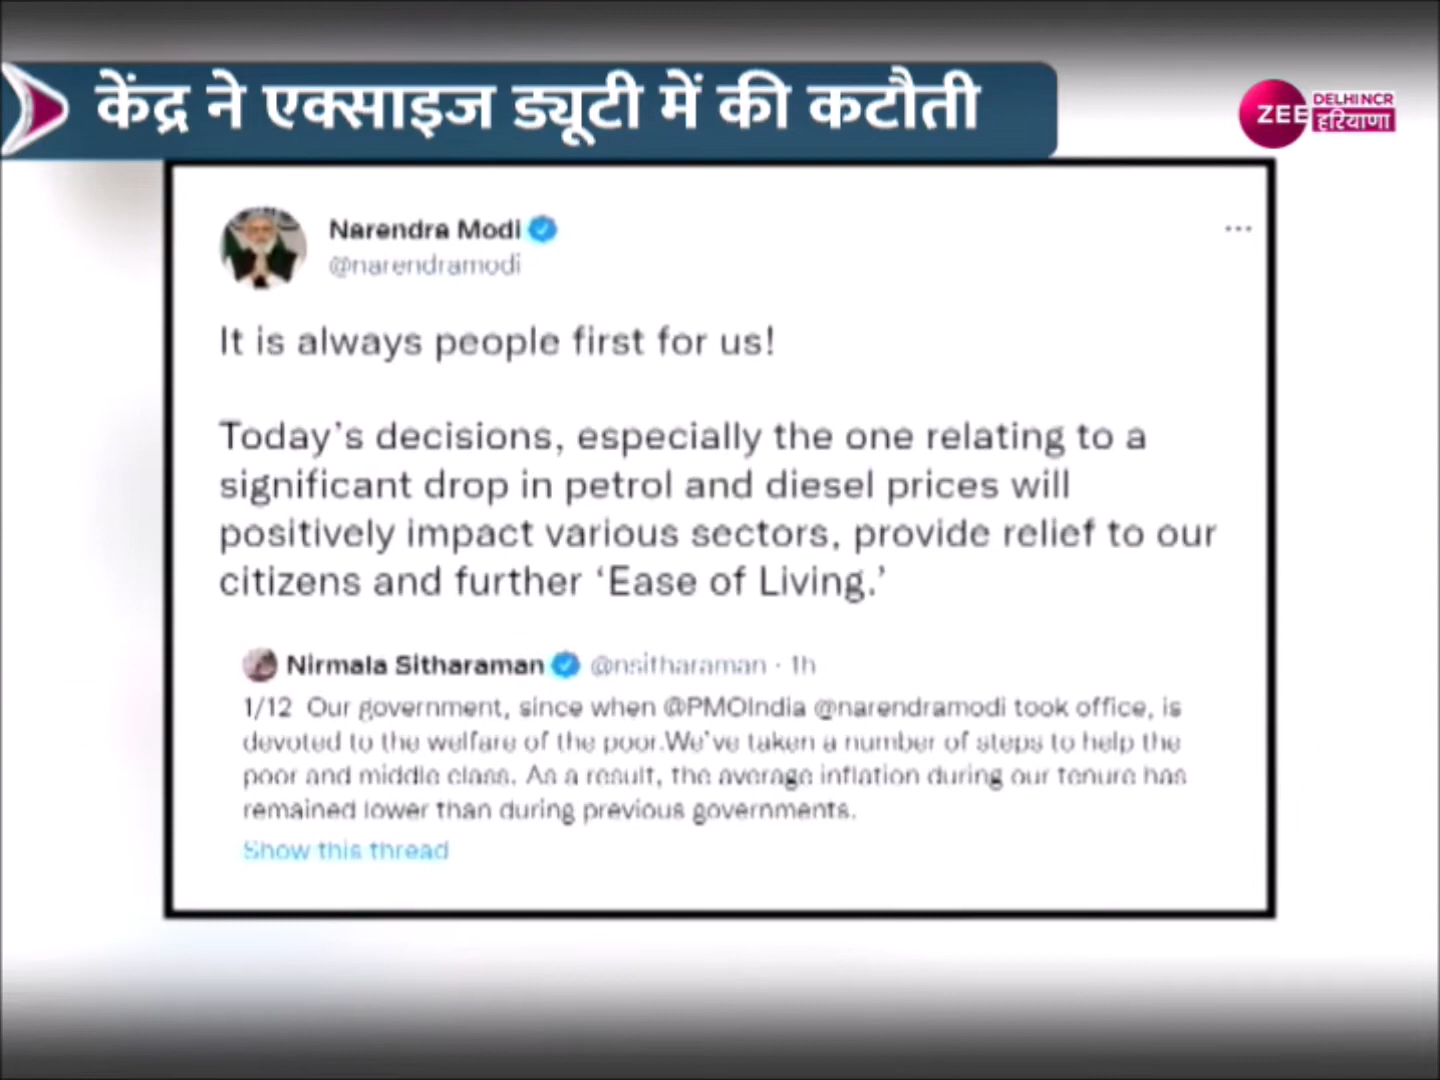 केंद्र ने एक्साइज ड्यूटी में की कटौती
ZEE DELHI NCR
हरियाणा
Narendra Modi
@narendramodi
It is always people first for us!
Today's decisions, especially the one relating to a
significant drop in petrol and diesel prices will
positively impact various sectors, provide relief to our
citizens and further ‘Ease of Living.’
Nirmala Sitharaman @nsitharaman · 1h
1/12 Our government, since when @PMOIndia @narendramodi took office, is
devoted to the welfare of the poor.We've taken a number of steps to help the
poor and middle class. As a result, the average inflation during our tenure has
remained lower than during previous governments.
Show this thread